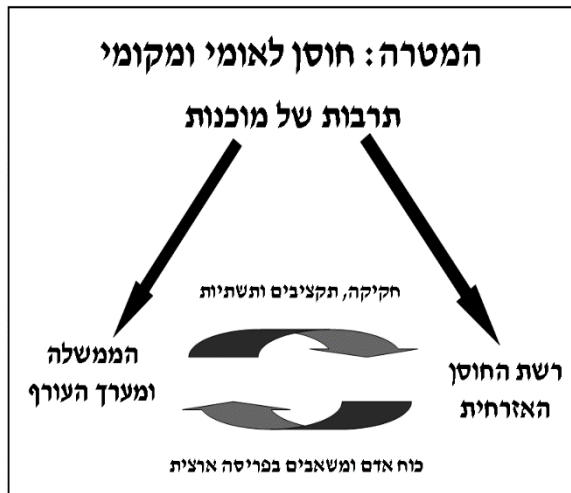 המטרה: חוסן לאומי ומקומי
תרבות של מוכנות
חקיקה, תקציבים ותשתיות
רשת החוסן
האזרחית
הממשלה
ומערך העורף
כוח אדם ומשאבים בפריסה ארצית